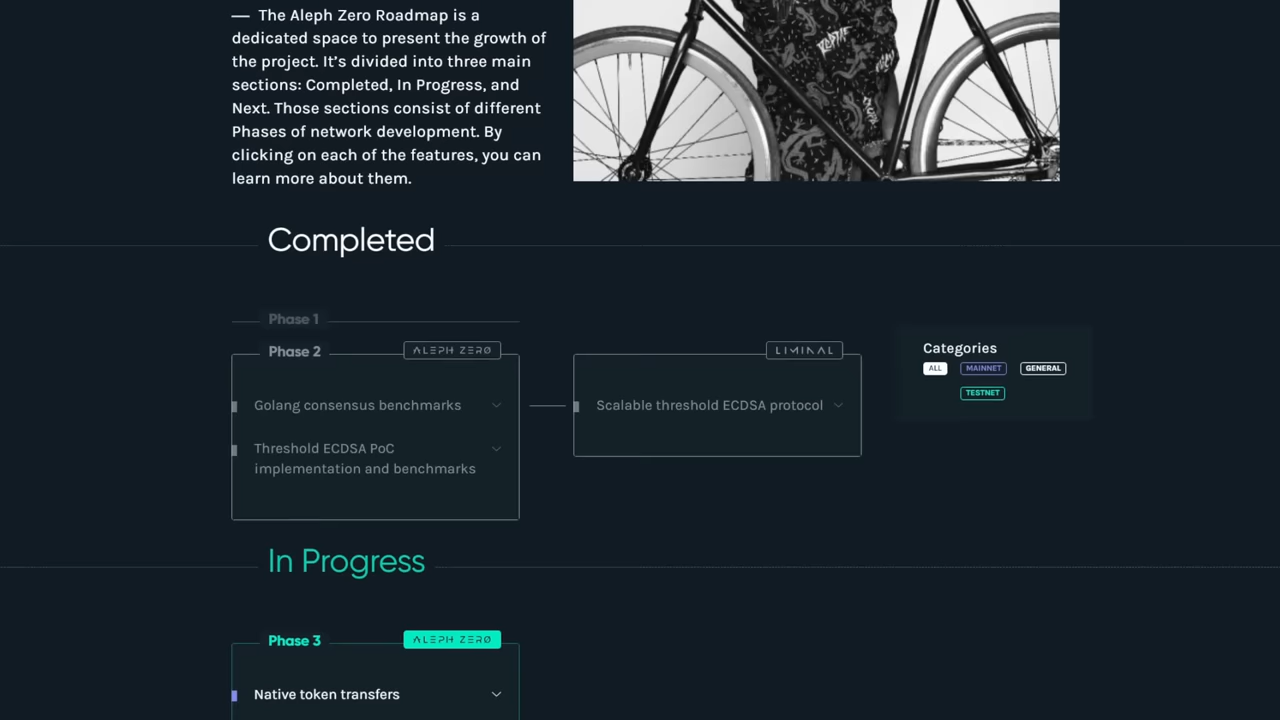 — The Aleph Zero Roadmap is a
dedicated space to present the growth of
the project. It’s divided into three main
sections: Completed, In Progress, and
Next. Those sections consist of different
Phases of network development. By
clicking on each of the features, you can
learn more about them.
Completed
Phase 1
Phase 2
ALEPH ZERØ
Golang consensus benchmarks
Threshold ECDSA PoC
implementation and benchmarks
LIMINAL
Scalable threshold ECDSA protocol
Categories
ALL MAINNET GENERAL
TESTNET
In Progress
Phase 3
ALEPH ZERØ
Native token transfers